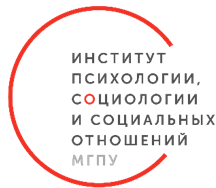 ИНСТИТУТ
ПСИХОЛОГИИ,
СОЦИОЛОГИИ
И СОЦИАЛЬНЫХ
ОТНОШЕНИЙ
МГПУ